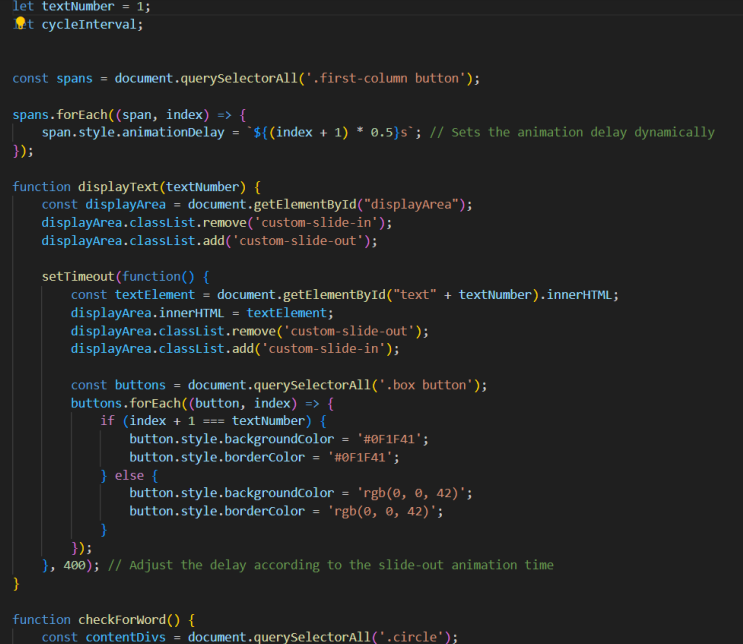 let textNumber = 1;
let cycleInterval;
const spans = document.querySelectorAll('.first-column button');
spans.forEach((span, index) => {
    span.style.animationDelay = `${(index + 1) * 0.5}s`; // Sets the animation delay dynamically
});
function displayText(textNumber) {
    const displayArea = document.getElementById("displayArea");
    displayArea.classList.remove('custom-slide-in');
    displayArea.classList.add('custom-slide-out');
    setTimeout(function() {
        const textElement = document.getElementById("text" + textNumber).innerHTML;
        displayArea.innerHTML = textElement;
        displayArea.classList.remove('custom-slide-out');
        displayArea.classList.add('custom-slide-in');
        const buttons = document.querySelectorAll('.box button');
        buttons.forEach((button, index) => {
            if (index + 1 === textNumber) {
                button.style.backgroundColor = '#0F1F41';
                button.style.borderColor = '#0F1F41';
            } else {
                button.style.backgroundColor = 'rgb(0, 0, 42)';
                button.style.borderColor = 'rgb(0, 0, 42)';
            }
        });
    }, 400); // Adjust the delay according to the slide-out animation time
}
function checkForWord() {
    const contentDivs = document.querySelectorAll('.circle');